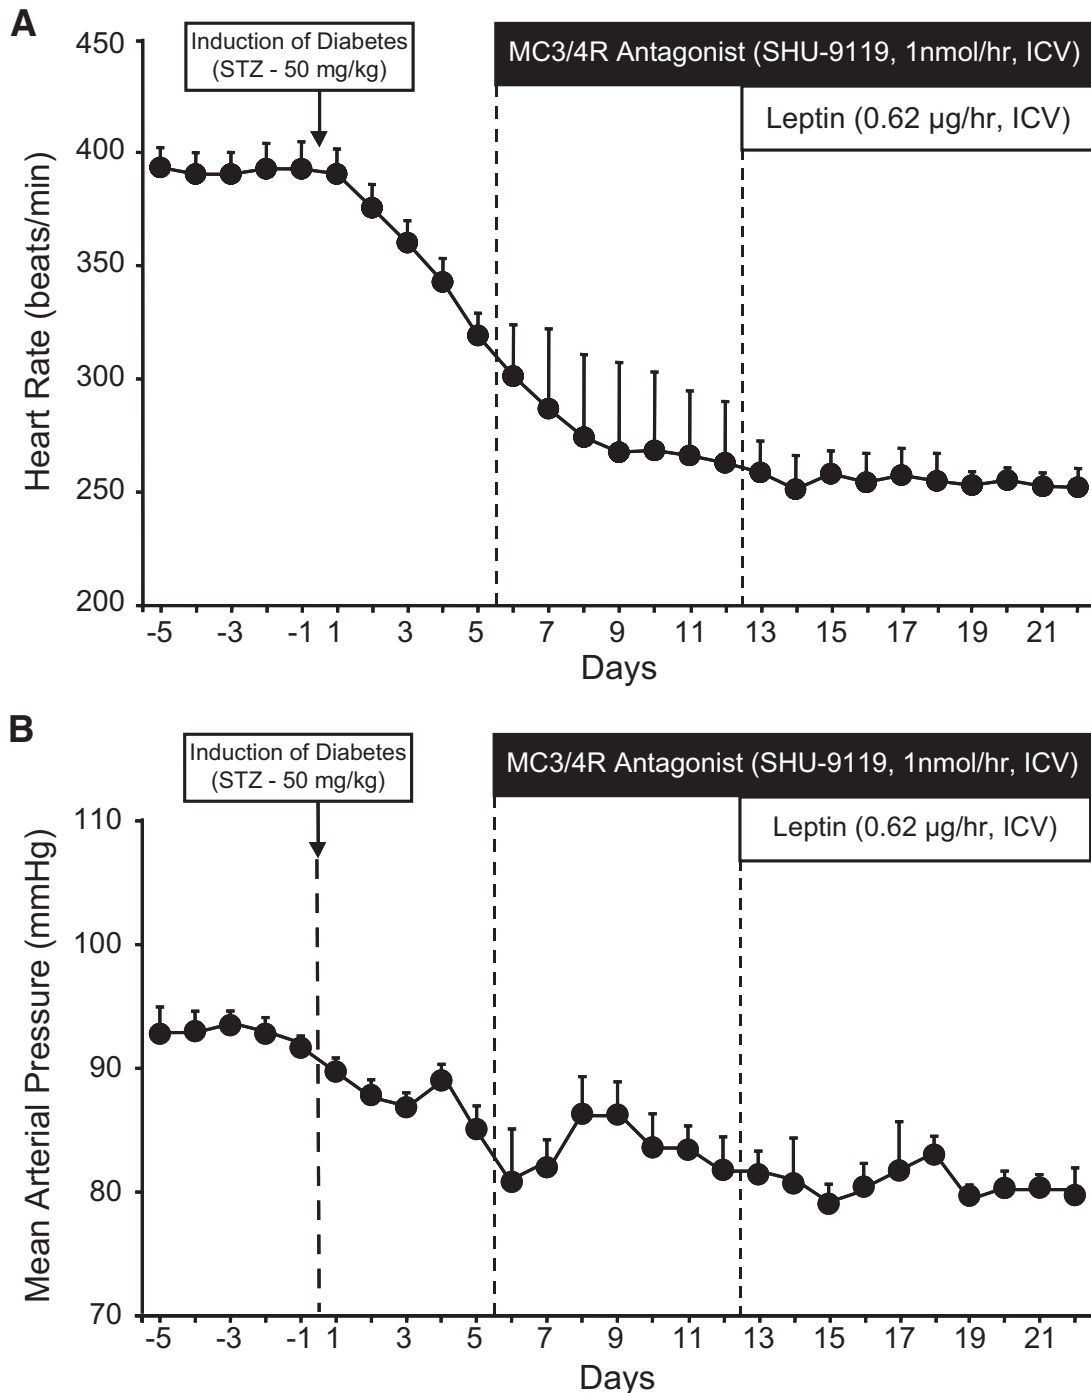 A
Induction of Diabetes
(STZ - 50 mg/kg)
MC3/4R Antagonist (SHU-9119, 1nmol/hr, ICV)
Leptin (0.62 µg/hr, ICV)
Heart Rate (beats/min)
450
400
350
300
250
200
-5 -3 -1 1 3 5 7 9 11 13 15 17 19 21
Days
B
Induction of Diabetes
(STZ - 50 mg/kg)
MC3/4R Antagonist (SHU-9119, 1nmol/hr, ICV)
Leptin (0.62 µg/hr, ICV)
Mean Arterial Pressure (mmHg)
110
100
90
80
70
-5 -3 -1 1 3 5 7 9 11 13 15 17 19 21
Days